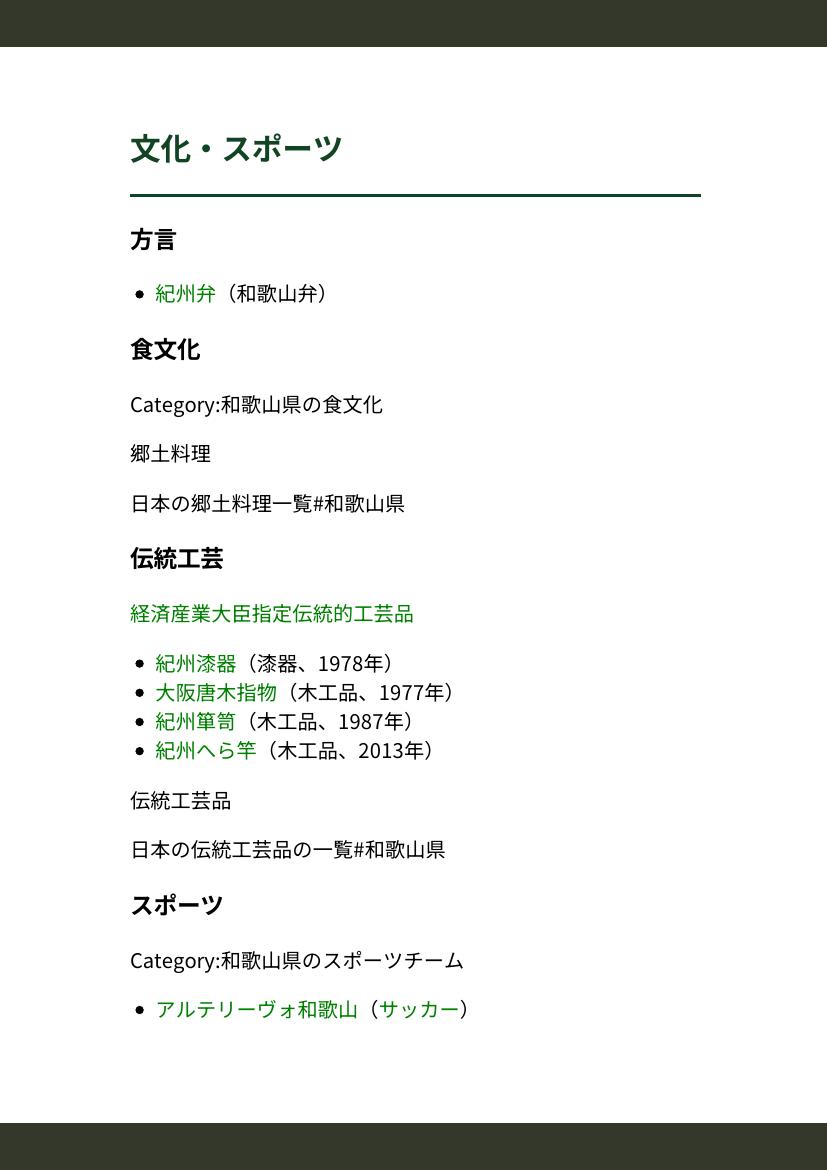 文化・スポーツ
方言
• 紀州弁（和歌山弁）
食文化
Category:和歌山県の食文化
郷土料理
日本の郷土料理一覧#和歌山県
伝統工芸
経済産業大臣指定伝統的工芸品
• 紀州漆器（漆器、1978年）
• 大阪唐木指物（木工品、1977年）
• 紀州箪笥（木工品、1987年）
• 紀州へら竿（木工品、2013年）
伝統工芸品
日本の伝統工芸品の一覧#和歌山県
スポーツ
Category:和歌山県のスポーツチーム
• アルテリーヴォ和歌山（サッカー）